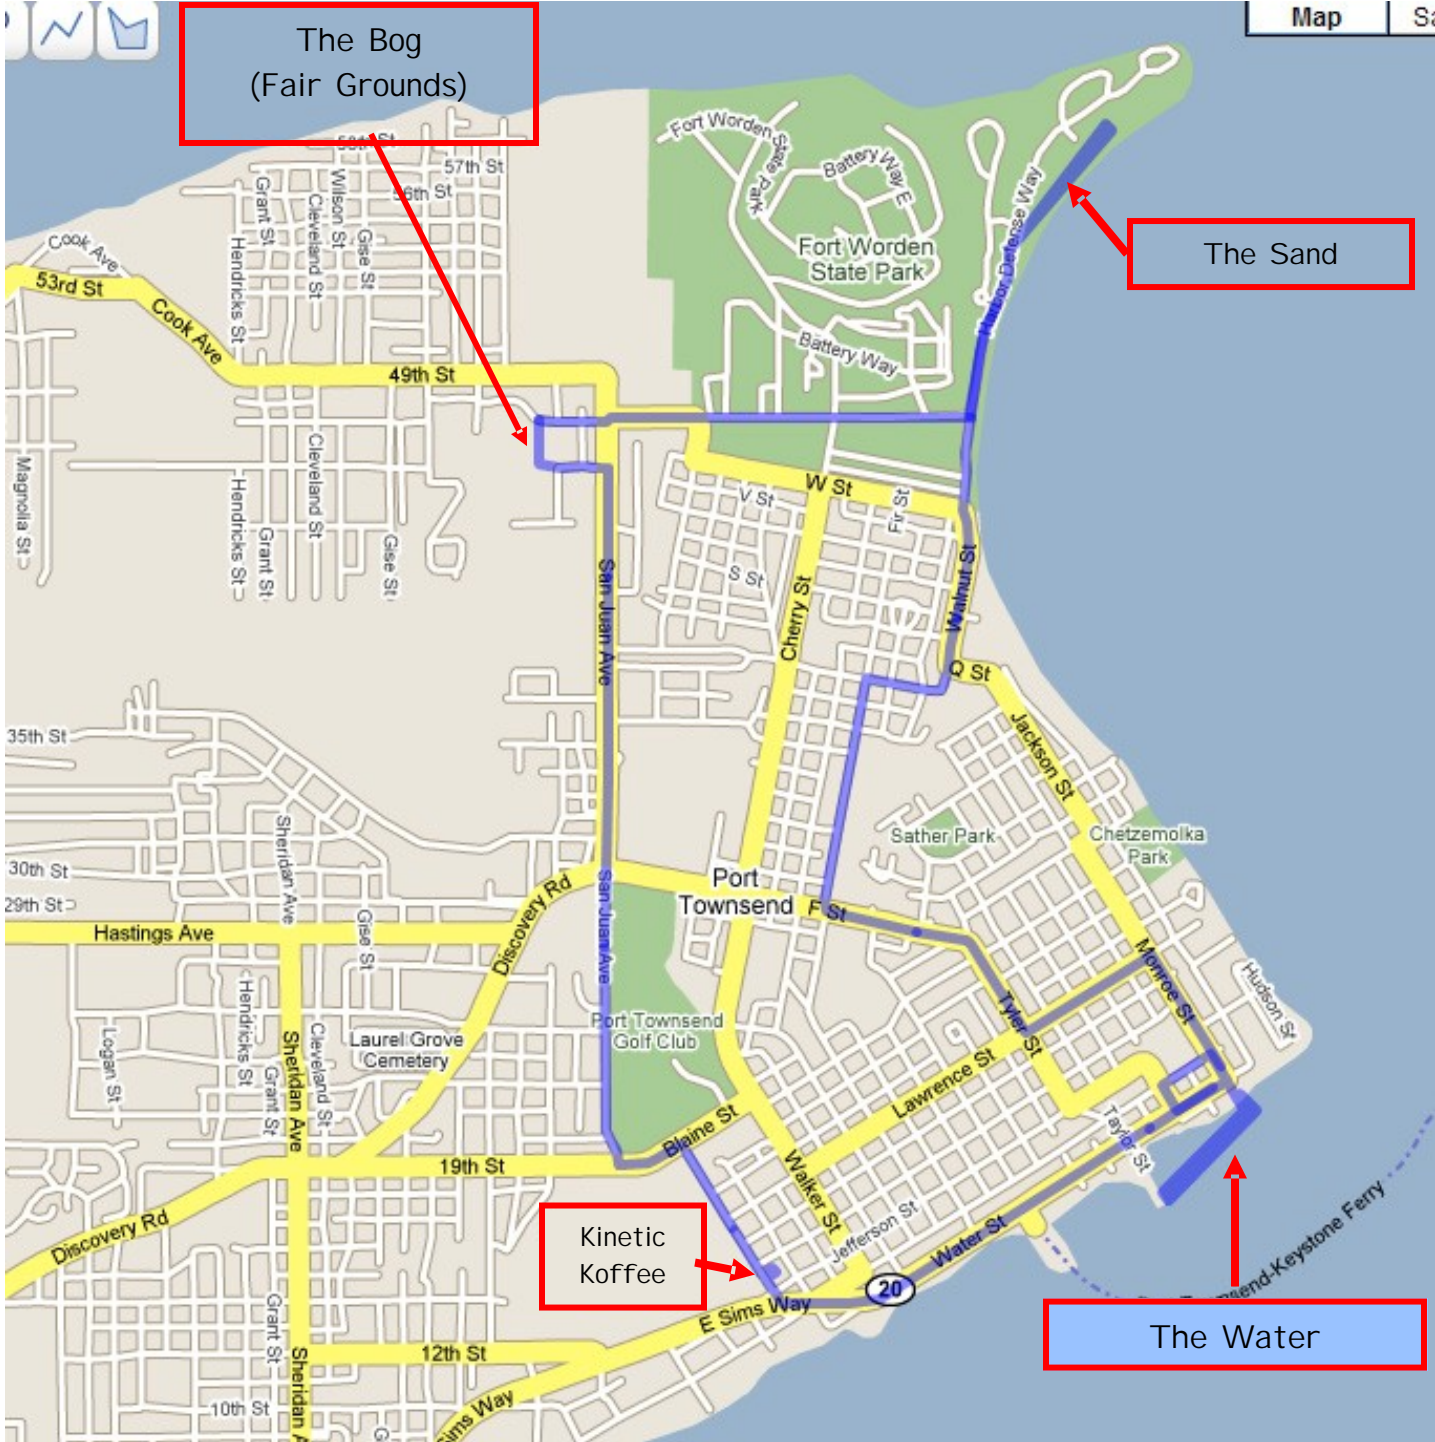 Map
Sa
The Bog
(Fair Grounds)
58th St
57th St
56th St
Grant St
Wilson St
Cleveland St
Gise St
Hendricks St
Cook Ave
53rd St
Cook Ave
49th St
Fort Worden State Park
Battery Way E
Fort Worden
State Park
Battery Way
Harbor Defense Way
The Sand
Magnolia St
Hendricks St
Cleveland St
Grant St
Gise St
W St
V St
Fir St
S St
San Juan Ave
Cherry St
Walnut St
Q St
Jackson St
35th St
Sheridan Ave
30th St
29th St
Hastings Ave
Gise St
Discovery Rd
San Juan Ave
Port
Townsend
F St
Sather Park
Chetzemolka
Park
Monroe St
Hudson St
Tyler St
Lawrence St
Taylor St
Hendricks St
Logan St
Sheridan Ave
Grant St
Cleveland St
Laurel Grove
Cemetery
Port Townsend
Golf Club
Blaine St
19th St
Walker St
Jefferson St
Water St
Discovery Rd
Kinetic
Koffee
20
E Sims Way
12th St
Grant St
Sheridan A
10th St
Sims Way
G
nsend-Keystone Ferry
The Water